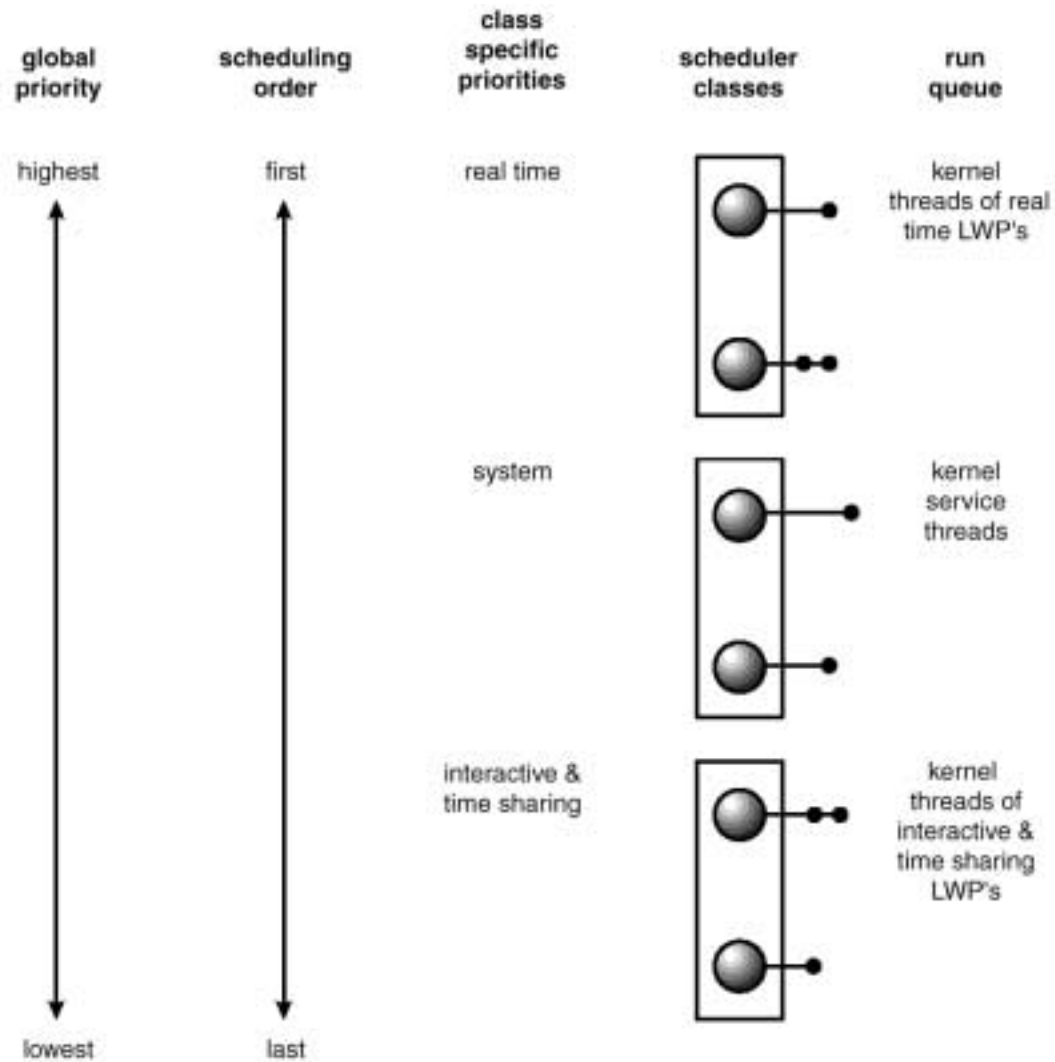 global
priority
scheduling
order
class
specific
priorities
scheduler
classes
run
queue
highest
first
real time
kernel
threads of real
time LWP's
system
kernel
service
threads
interactive &
time sharing
kernel
threads of
interactive &
time sharing
LWP's
lowest
last